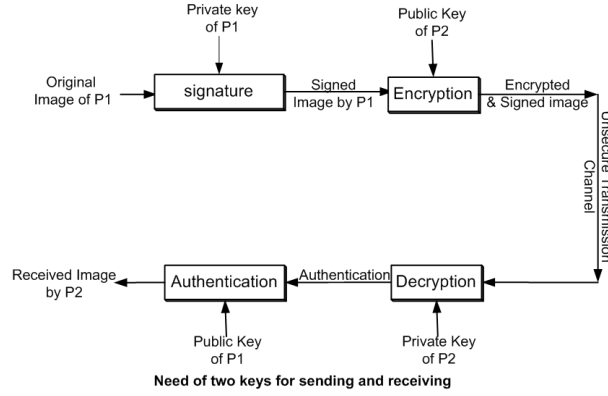 Private key
of P1
Public Key
of P2
Original
Image of P1
signature
Signed
Image by P1
Encryption
Encrypted
& Signed image
Unsecure Transmission
Channel
Received Image
by P2
Authentication
Authentication
Decryption
Public Key
of P1
Private Key
of P2
Need of two keys for sending and receiving